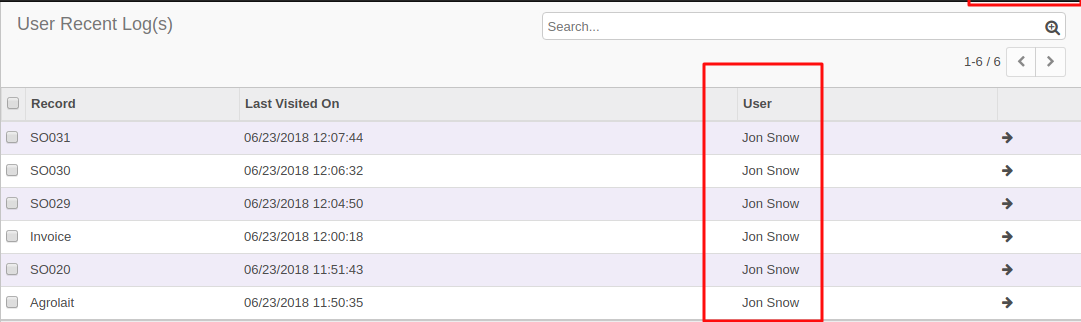 User Recent Log(s)
Search...
1-6 / 6
Record Last Visited On User
SO031 06/23/2018 12:07:44 Jon Snow
SO030 06/23/2018 12:06:32 Jon Snow
SO029 06/23/2018 12:04:50 Jon Snow
Invoice 06/23/2018 12:00:18 Jon Snow
SO020 06/23/2018 11:51:43 Jon Snow
Agrolait 06/23/2018 11:50:35 Jon Snow